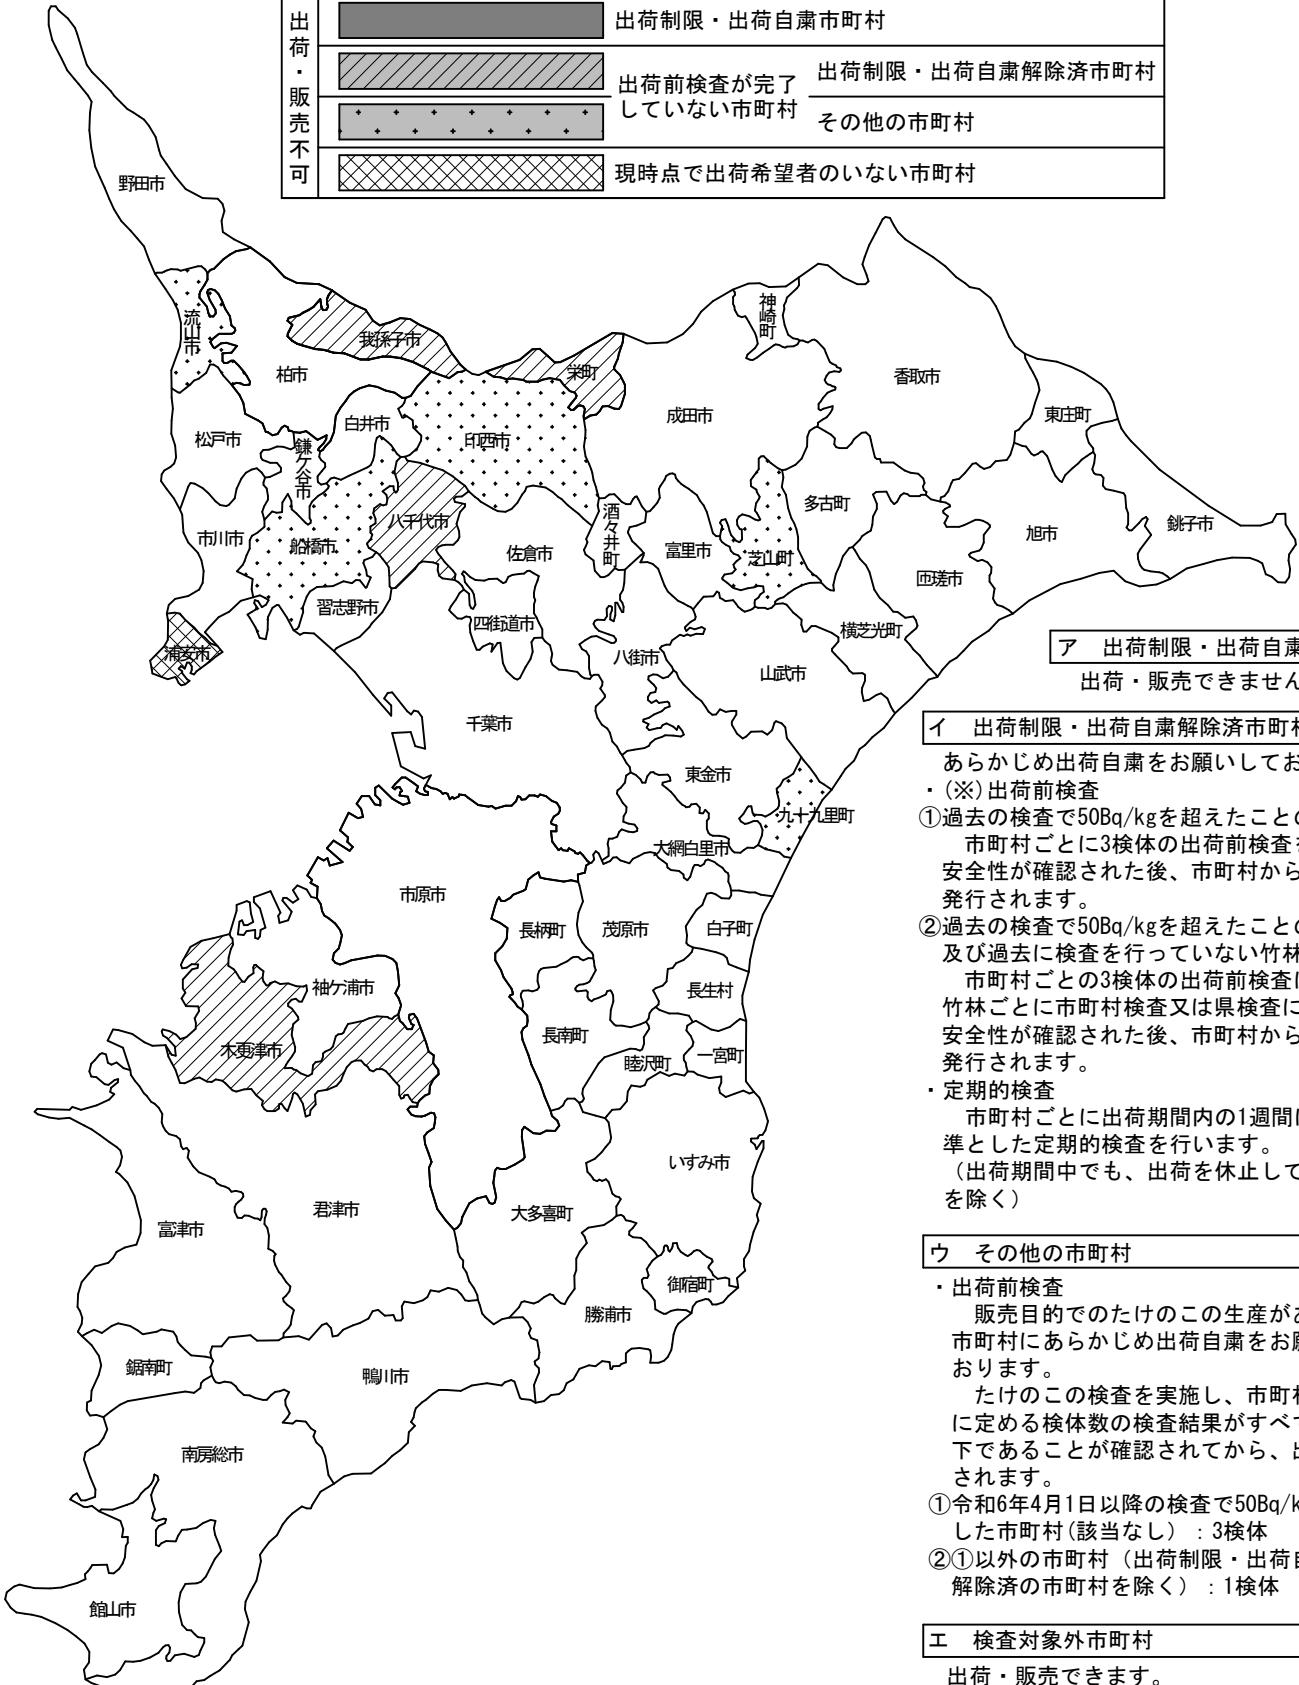 出荷・販売不可
出荷制限・出荷自粛市町村
出荷前検査が完了
していない市町村
出荷制限・出荷自粛解除済市町村
その他の市町村
現時点で出荷希望者のいない市町村
野田市
流山市
我孫子市
柏市
栄町
神崎町
香取市
成田市
東庄町
松戸市
鎌ケ谷市
白井市
印西市
多古町
銚子市
旭市
市川市
船橋市
八千代市
佐倉市
酒々井町
富里市
芝山町
匝瑳市
習志野市
四街道市
横芝光町
浦安市
八街市
山武市
千葉市
東金市
九十九里町
大網白里市
市原市
長柄町
茂原市
白子町
袖ケ浦市
長生村
長南町
木更津市
睦沢町
一宮町
いすみ市
君津市
大多喜町
富津市
御宿町
勝浦市
鋸南町
鴨川市
南房総市
館山市
ア 出荷制限・出荷自粛
出荷・販売できません
イ 出荷制限・出荷自粛解除済市町村
あらかじめ出荷自粛をお願いしてお
・(※)出荷前検査
①過去の検査で50Bq/kgを超えたことの
市町村ごとに3検体の出荷前検査を
安全性が確認された後、市町村から
発行されます。
②過去の検査で50Bq/kgを超えたことの
及び過去に検査を行っていない竹林
市町村ごとの3検体の出荷前検査に
竹林ごとに市町村検査又は県検査に
安全性が確認された後、市町村から
発行されます。
・定期的検査
市町村ごとに出荷期間内の1週間に
準とした定期的検査を行います。
（出荷期間中でも、出荷を休止して
を除く）
ウ その他の市町村
・出荷前検査
販売目的でのたけのこの生産があ
市町村にあらかじめ出荷自粛をお願
おります。
たけのこの検査を実施し、市町村
に定める検体数の検査結果がすべて
下であることが確認されてから、出
されます。
①令和6年4月1日以降の検査で50Bq/k
した市町村(該当なし）：3検体
②①以外の市町村（出荷制限・出荷自
解除済の市町村を除く）：1検体
エ 検査対象外市町村
出荷・販売できます。